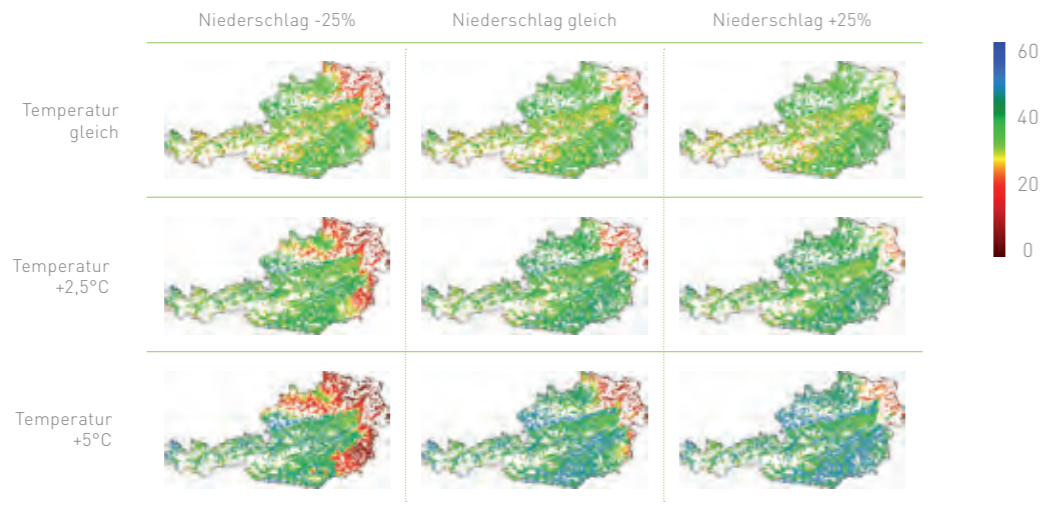 Niederschlag -25%
Niederschlag gleich
Niederschlag +25%
60
40
20
0
Temperatur
gleich
Temperatur
+2,5°C
Temperatur
+5°C